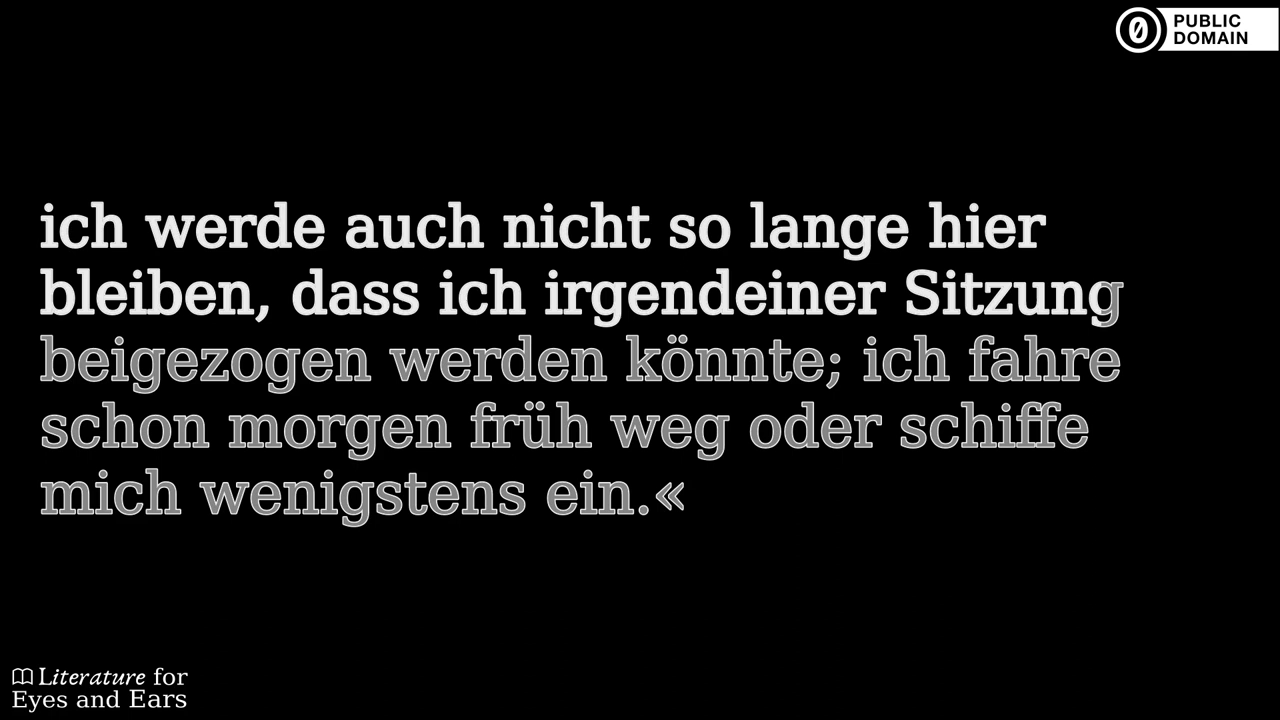 PUBLIC
DOMAIN
ich werde auch nicht so lange hier
bleiben, dass ich irgendeiner Sitzung
beigezogen werden könnte; ich fahre
schon morgen früh weg oder schiffe
mich wenigstens ein.«
Literature for
Eyes and Ears